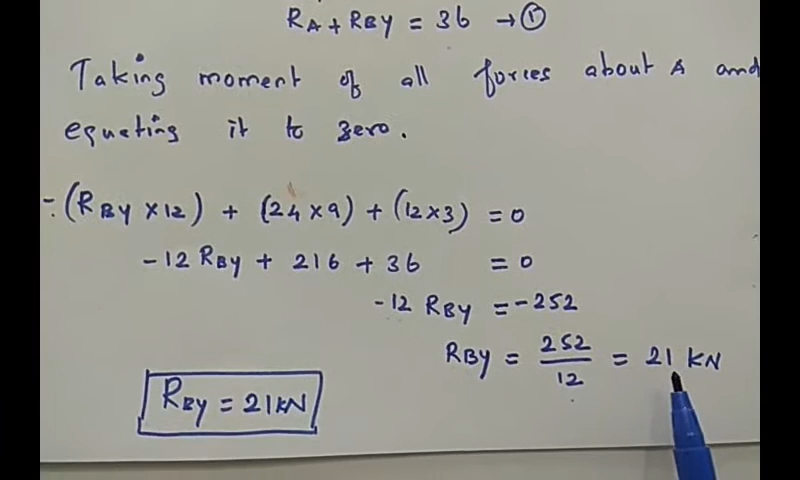 RA + RBY = 36 → ①
Taking moment of all forces about A and
equating it to zero.
-(RBY × 12) + (24 × 9) + (12 × 3) = 0
-12 RBY + 216 + 36 = 0
-12 RBY = -252
RBY = 252/12 = 21 KN
RBY = 21KN